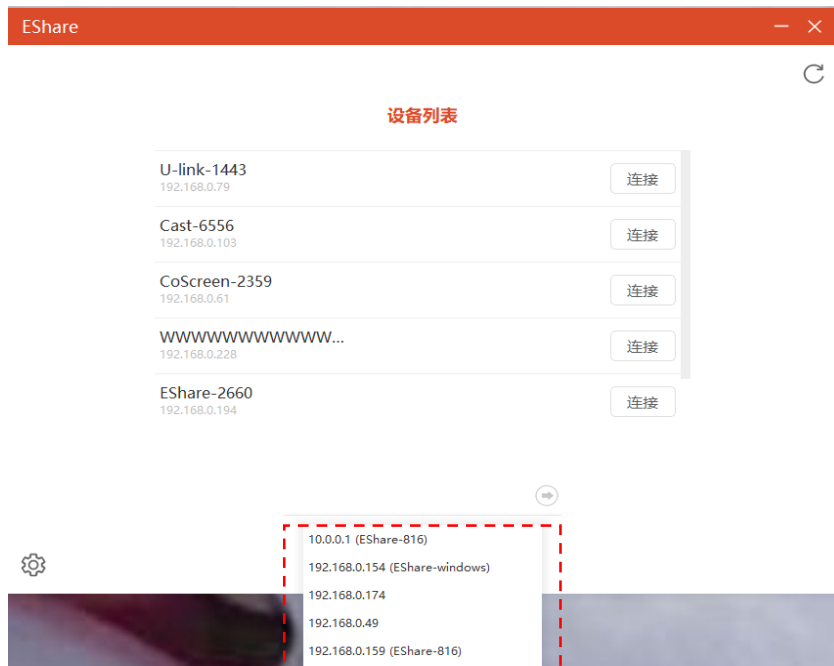 EShare
设备列表
U-link-1443
192.168.0.79
连接
Cast-6556
192.168.0.103
连接
CoScreen-2359
192.168.0.61
连接
WWWWWWWWWWW...
192.168.0.228
连接
EShare-2660
192.168.0.194
连接
10.0.0.1 (EShare-816)
192.168.0.154 (EShare-windows)
192.168.0.174
192.168.0.49
192.168.0.159 (EShare-816)